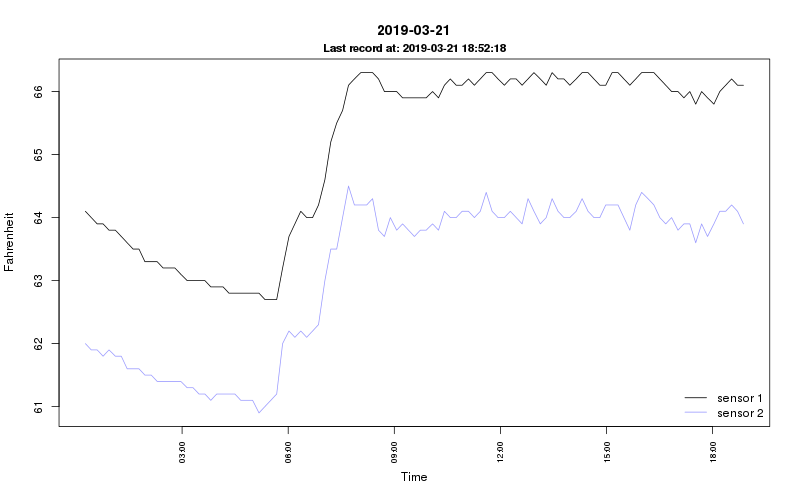 2019-03-21
Last record at: 2019-03-21 18:52:18
Fahrenheit
66
65
64
63
62
61
sensor 1
sensor 2
03:00
06:00
09:00
12:00
15:00
18:00
Time